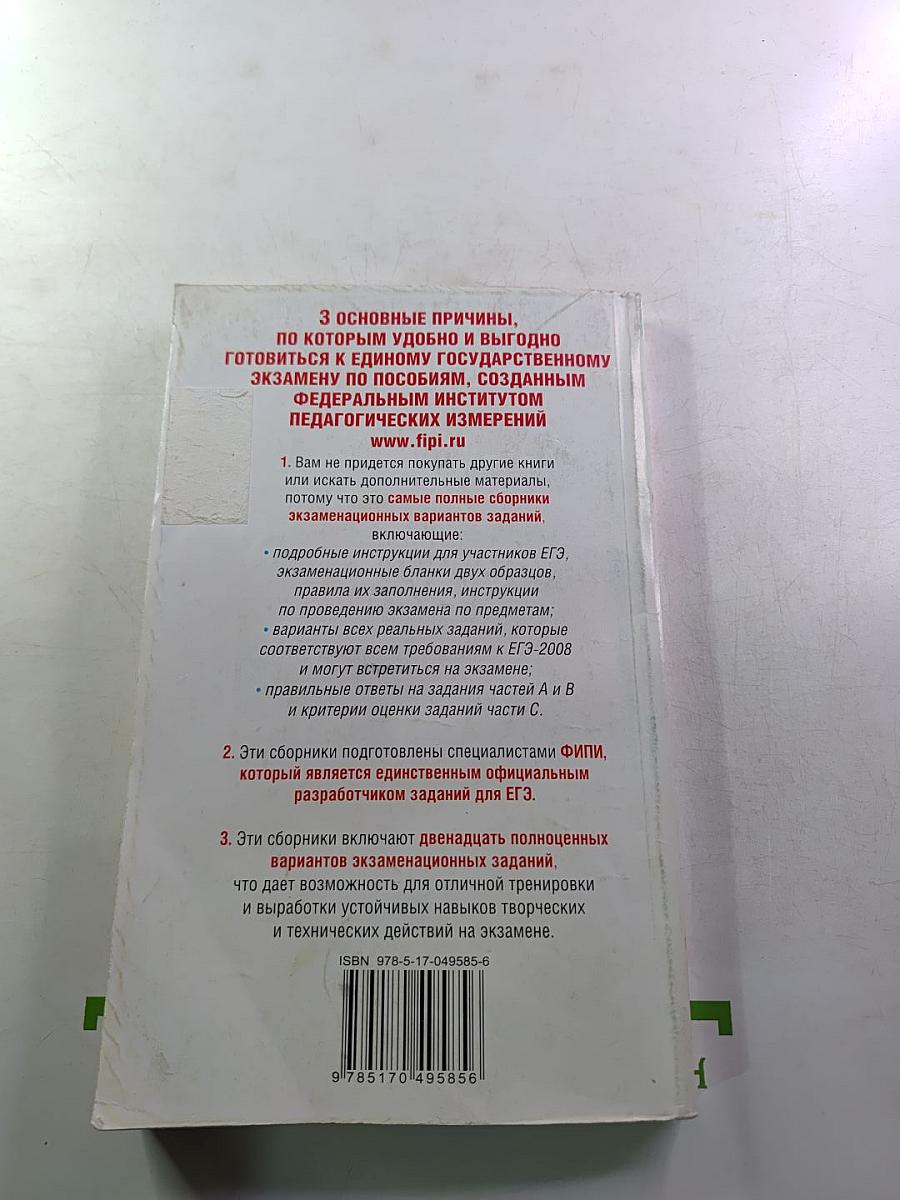 3 ОСНОВНЫЕ ПРИЧИНЫ,
ПО КОТОРЫМ УДОБНО И ВЫГОДНО
ГОТОВИТЬСЯ К ЕДИНОМУ ГОСУДАРСТВЕННОМУ
ЭКЗАМЕНУ ПО ПОСОБИЯМ, СОЗДАННЫМ
ФЕДЕРАЛЬНЫМ ИНСТИТУТОМ
ПЕДАГОГИЧЕСКИХ ИЗМЕРЕНИЙ
www.fipi.ru
1. Вам не придется покупать другие книги
или искать дополнительные материалы,
потому что это самые полные сборники
экзаменационных вариантов заданий,
включающие:
• подробные инструкции для участников ЕГЭ,
экзаменационные бланки двух образцов,
правила их заполнения, инструкции
по проведению экзамена по предметам;
• варианты всех реальных заданий, которые
соответствуют всем требованиям к ЕГЭ-2008
и могут встретиться на экзамене;
• правильные ответы на задания частей А и В
и критерии оценки заданий части С.
2. Эти сборники подготовлены специалистами ФИПИ,
который является единственным официальным
разработчиком заданий для ЕГЭ.
3. Эти сборники включают двенадцать полноценных
вариантов экзаменационных заданий,
что дает возможность для отличной тренировки
и выработки устойчивых навыков творческих
и технических действий на экзамене.
ISBN 978-5-17-049585-6
9 785170 495856